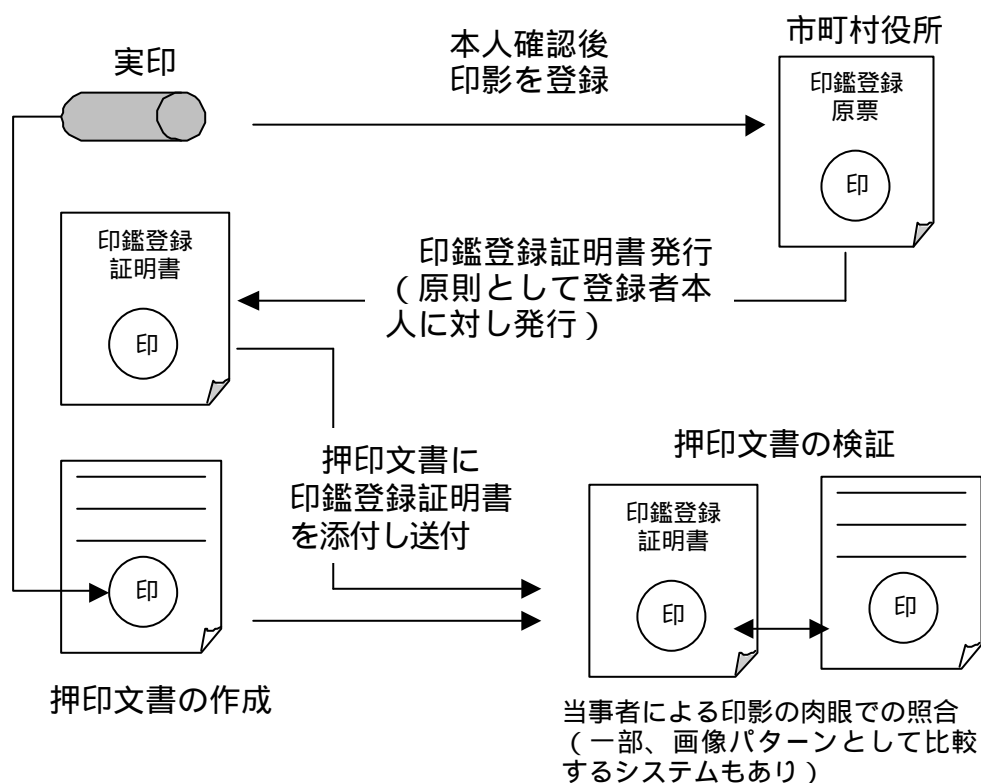 実印
本人確認後
印影を登録
市町村役所
印鑑登録
原票
印
印鑑登録
証明書
印
印鑑登録証明書発行
（原則として登録者本
人に対し発行）
押印文書に
印鑑登録証明書
を添付し送付
印
押印文書の作成
押印文書の検証
印鑑登録
証明書
印
印
当事者による印影の肉眼での照合
（一部、画像パターンとして比較
するシステムもあり）